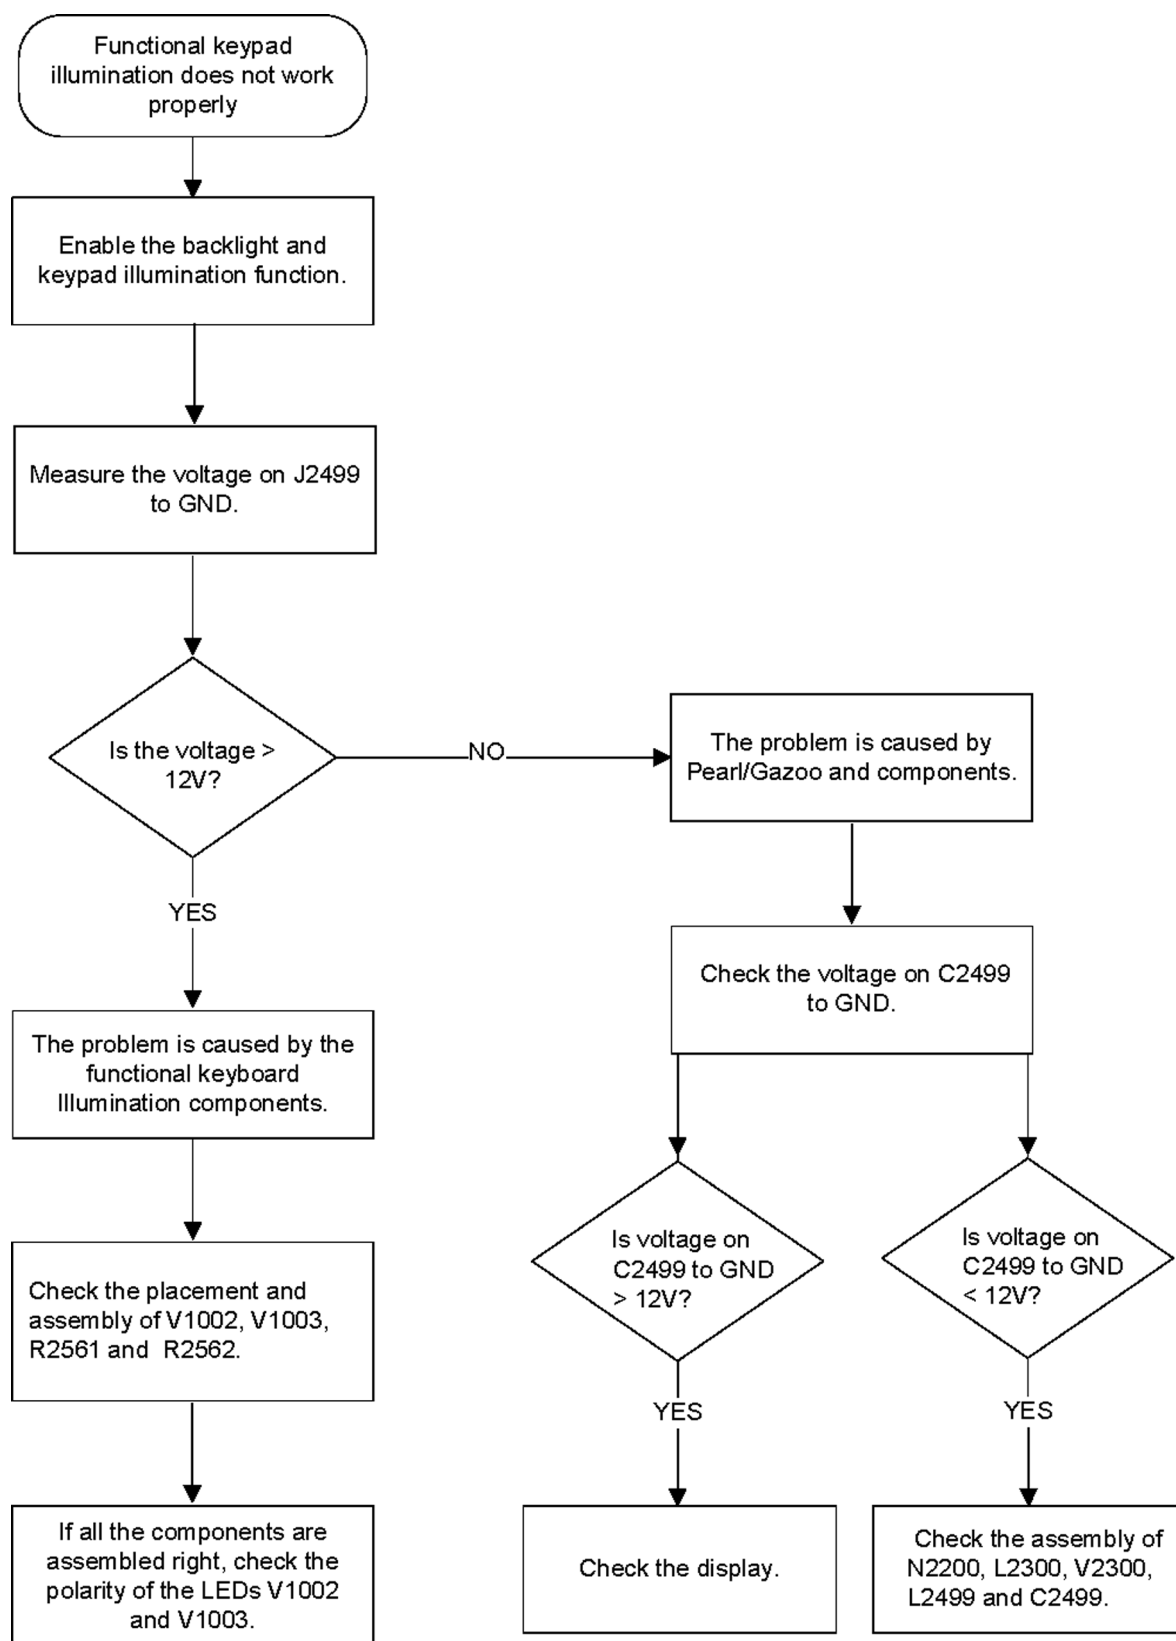 Functional keypad
illumination does not work
properly
Enable the backlight and
keypad illumination function.
Measure the voltage on J2499
to GND.
Is the voltage >
12V?
NO
The problem is caused by
Pearl/Gazoo and components.
YES
Check the voltage on C2499
to GND.
The problem is caused by the
functional keyboard
Illumination components.
Is voltage on
C2499 to GND
> 12V?
Is voltage on
C2499 to GND
< 12V?
Check the placement and
assembly of V1002, V1003,
R2561 and R2562.
YES
YES
If all the components are
assembled right, check the
polarity of the LEDs V1002
and V1003.
Check the display.
Check the assembly of
N2200, L2300, V2300,
L2499 and C2499.